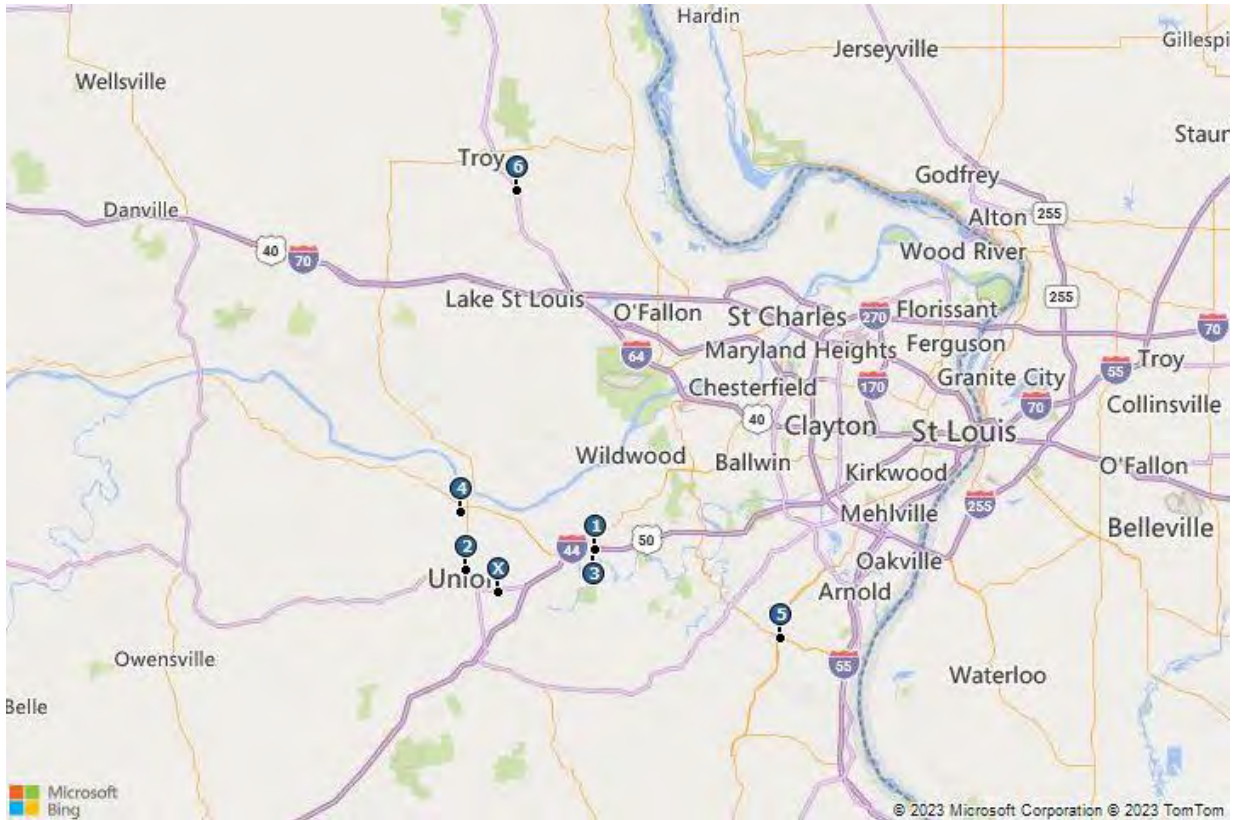 Hardin
Jerseyville
Gillespi
Wellsville
Staun
Troy
6
Godfrey
Danville
Alton
255
40
70
Wood River
Lake St Louis
255
O'Fallon
St Charles
270
Florissant
70
64
Maryland Heights
Ferguson
55
Troy
Chesterfield
170
Granite City
70
Collinsville
40
Clayton
St Louis
Wildwood
Ballwin
Kirkwood
O'Fallon
4
255
1
Mehlville
Belleville
44
50
2
X
3
Union
Oakville
Arnold
5
Owensville
55
Waterloo
Belle
Microsoft
Bing
© 2023 Microsoft Corporation © 2023 TomTom